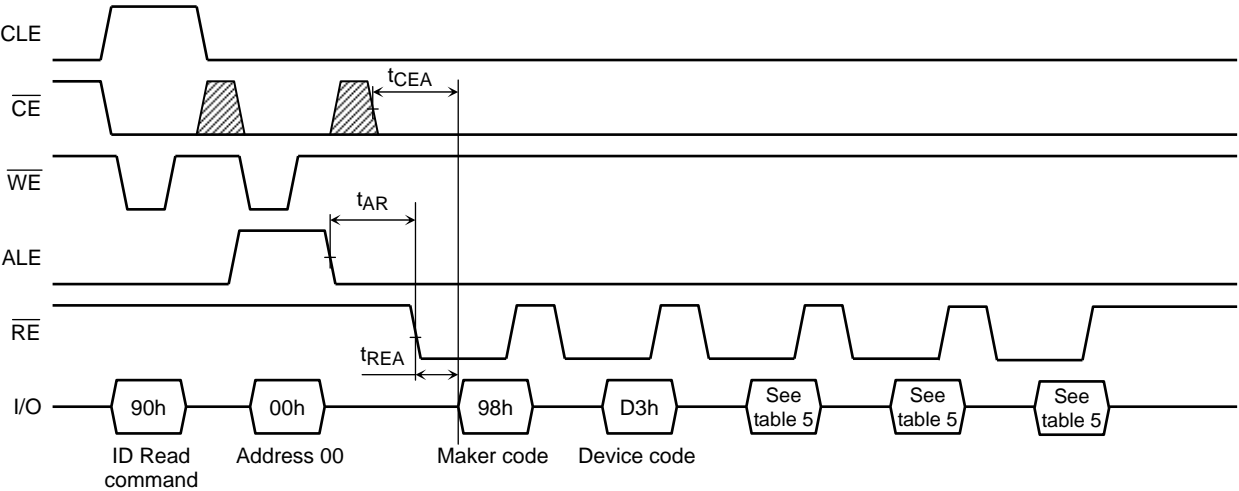 CLE
tCEA
CE
WE
tAR
ALE
RE
tREA
I/O
90h
00h
98h
D3h
See
table 5
See
table 5
See
table 5
ID Read
command
Address 00
Maker code
Device code